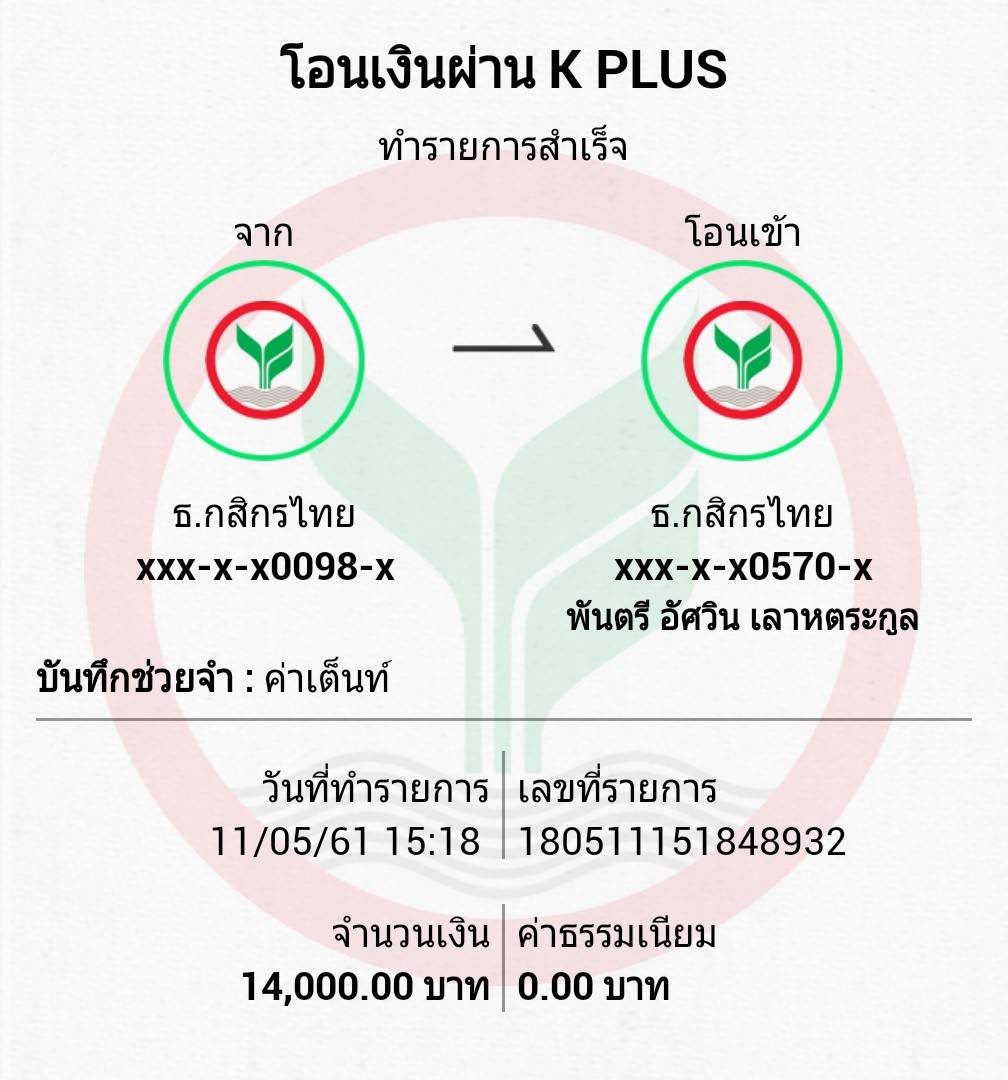 โอนเงินผ่าน K PLUS
ทำรายการสำเร็จ
จาก
โอนเข้า
ธ.กสิกรไทย
xxx-x-x0098-x
ธ.กสิกรไทย
xxx-x-x0570-x
พันตรี อัศวิน เลาหตระกูล
บันทึกช่วยจำ : ค่าเต็นท์
วันที่ทำรายการ
11/05/61 15:18
เลขที่รายการ
180511151848932
จำนวนเงิน
14,000.00 บาท
ค่าธรรมเนียม
0.00 บาท